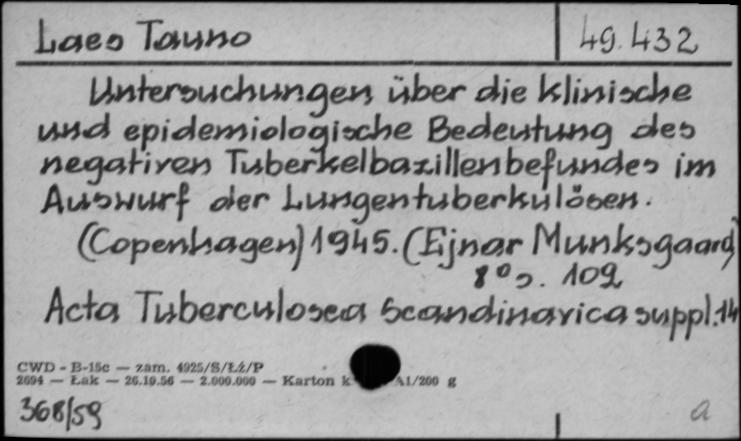 Laes Tauno 49.432
Untersuchungen über die klinische
und epidemiologische Bedeutung des
negativen Tuberkelbazillenbefundes im
Auswurf der Lungentuberkulösen.
(Copenhagen) 1945. (Ejnar Munksgaard)
8° s. 102
Acta Tuberculosea Scandinavica suppl. 14
CWD - B-15c — zam. 4925/S/Łź/P
2694 — Łak — 26.10.56 — 2.000.000 — Karton k A1/200 g
368/59 a